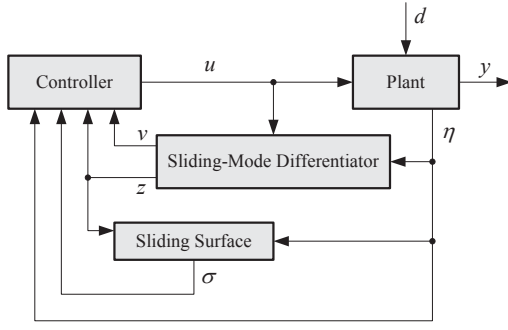 d
Controller
u
Plant
y
v
η
Sliding-Mode Differentiator
z
Sliding Surface
σ